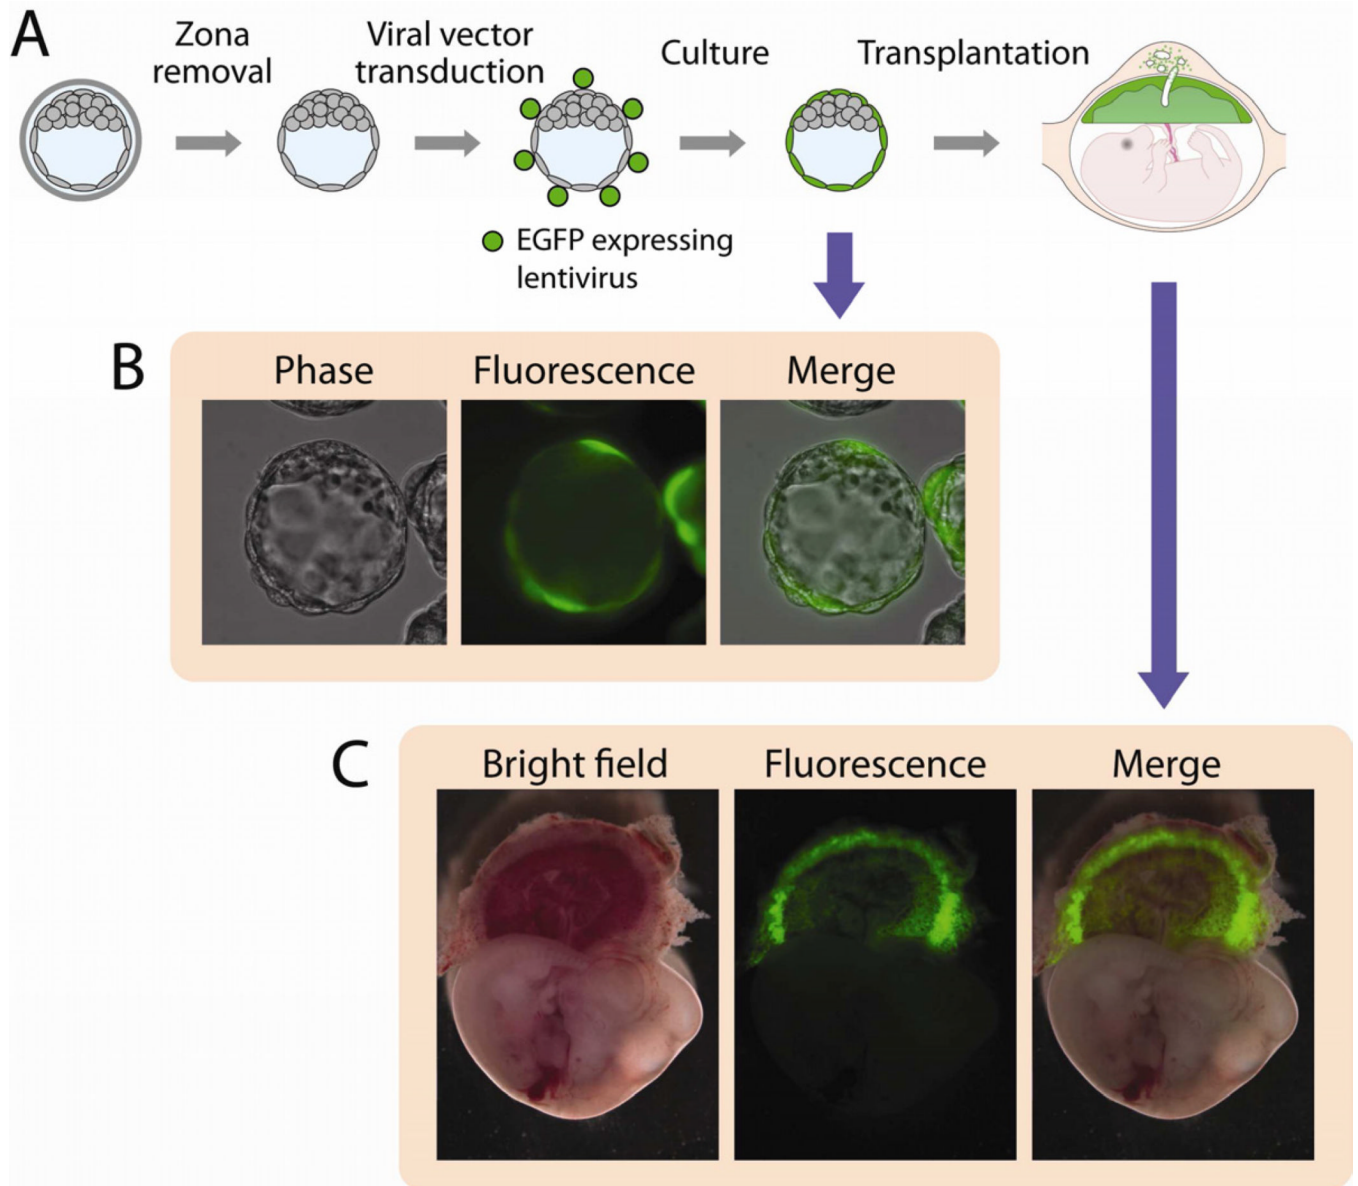 A
Zona
removal
Viral vector
transduction
Culture
Transplantation
EGFP expressing
lentivirus
B
Phase
Fluorescence
Merge
C
Bright field
Fluorescence
Merge